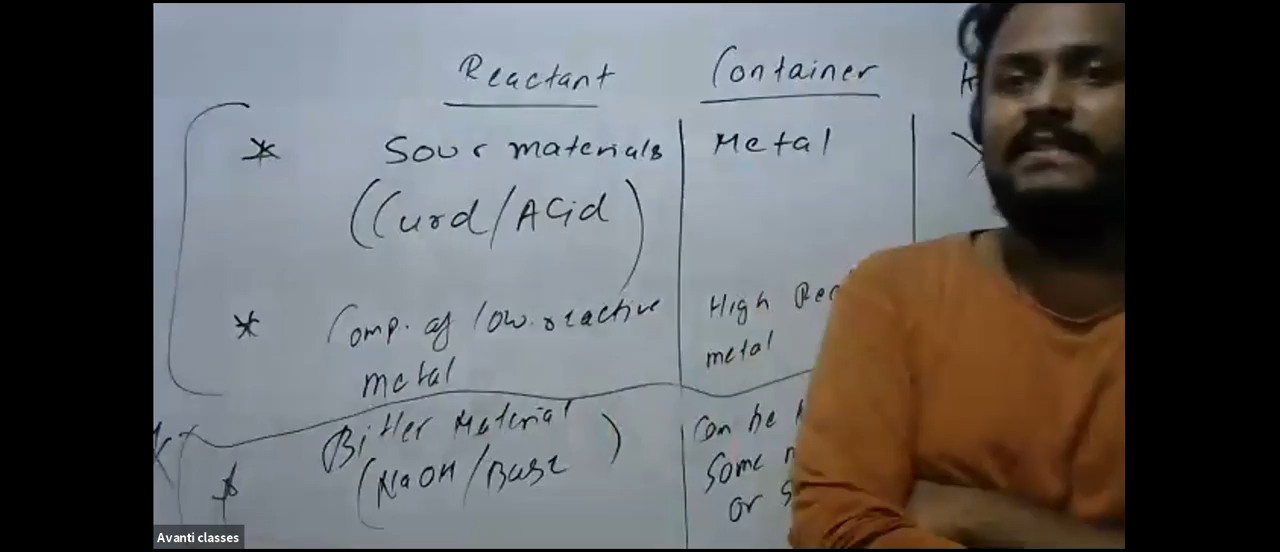 Reactant Container
* Sour materials Metal
(Curd/Acid)
* Comp. of low reactive High Rea
metal metal
* Bitter Material Can be
(NaOH/Base) Some
or S
Avanti classes